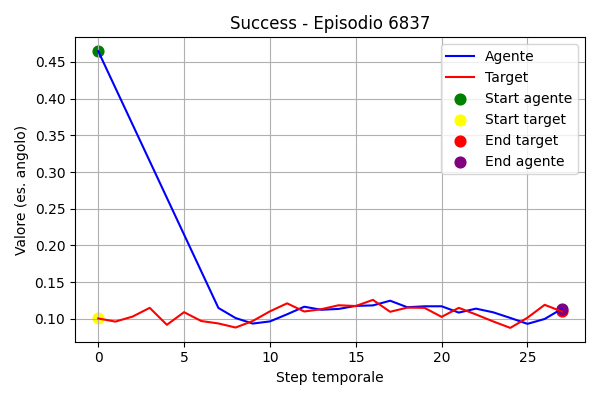 Success - Episodio 6837
Agente
Target
Start agente
Start target
End target
End agente
Valore (es. angolo)
0.45
0.40
0.35
0.30
0.25
0.20
0.15
0.10
0
5
10
15
20
25
Step temporale